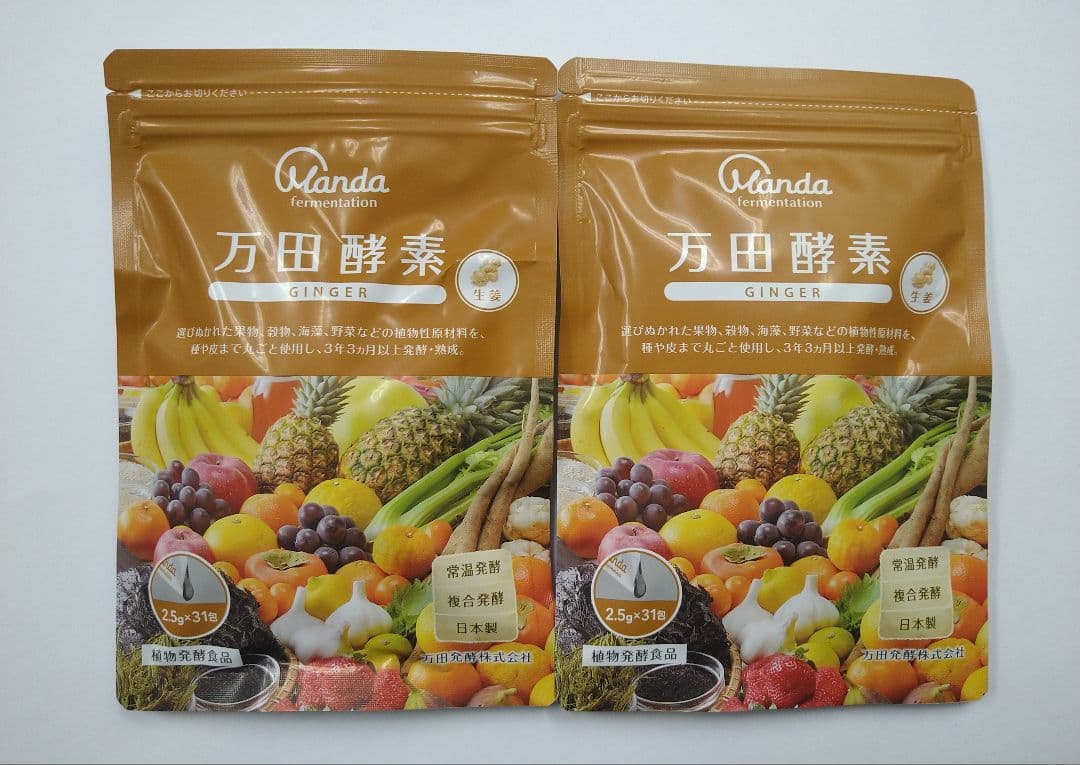 ここからお切りください
Manda
fermentation
万田酵素
GINGER
生姜
選びぬかれた果物、穀物、海藻、野菜などの植物性原材料を、
種や皮まで丸ごと使用し、3年3ヵ月以上発酵・熟成。
Manda
2.5g×31包
常温発酵
複合発酵
日本製
植物発酵食品
万田発酵株式会社
ここからお切りください
Manda
fermentation
万田酵素
GINGER
生姜
選びぬかれた果物、穀物、海藻、野菜などの植物性原材料を、
種や皮まで丸ごと使用し、3年3ヵ月以上発酵・熟成。
Manda
2.5g×31包
常温発酵
複合発酵
日本製
植物発酵食品
万田発酵株式会社